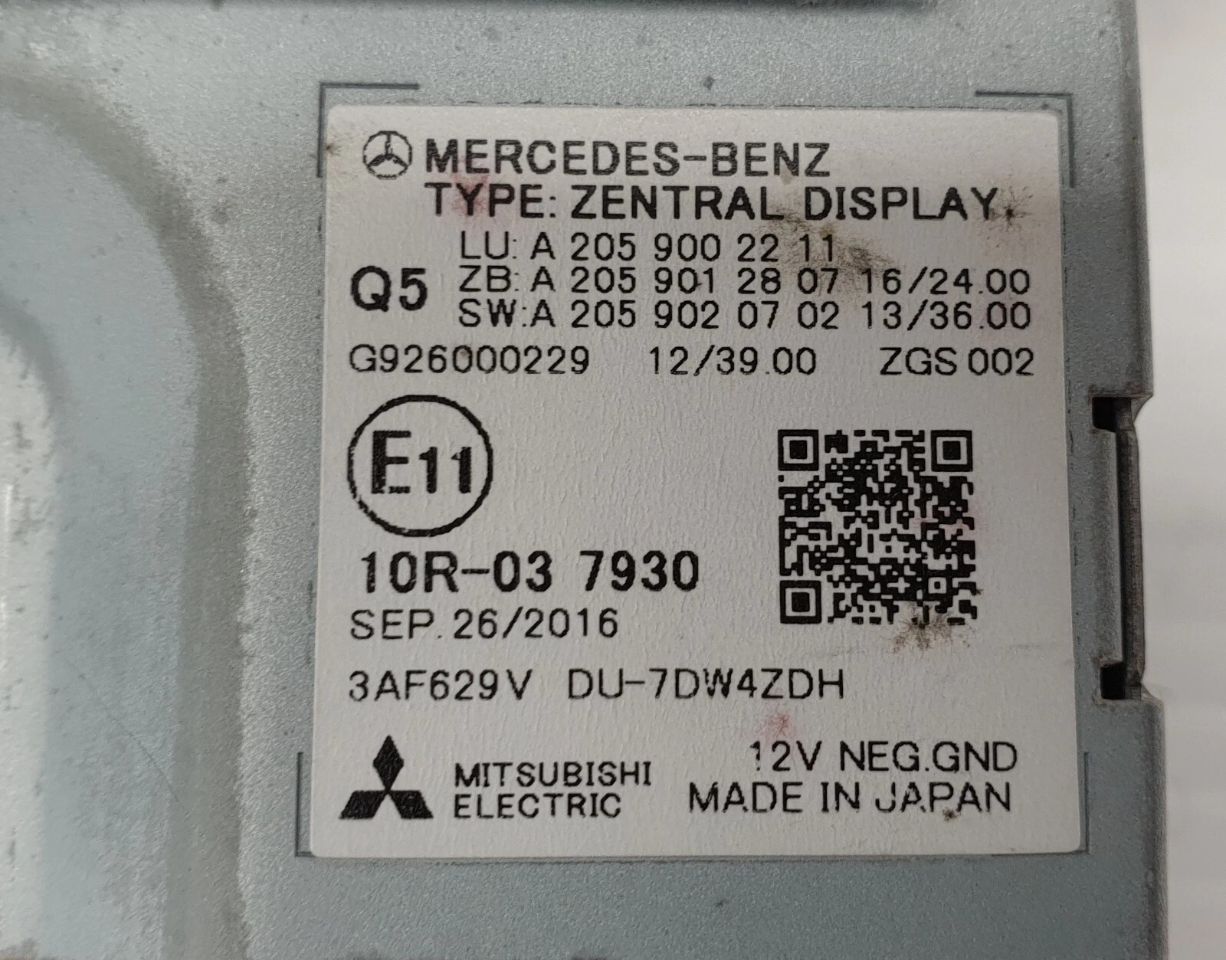 MERCEDES-BENZ
TYPE: ZENTRAL DISPLAY
LU: A 205 900 22 11
Q5
ZB: A 205 901 28 07 16/24.00
SW:A 205 902 07 02 13/36.00
G926000229 12/39.00 ZGS 002
E11
10R-03 7930
SEP. 26/2016
3AF629V DU-7DW4ZDH
MITSUBISHI
ELECTRIC
12V NEG.GND
MADE IN JAPAN